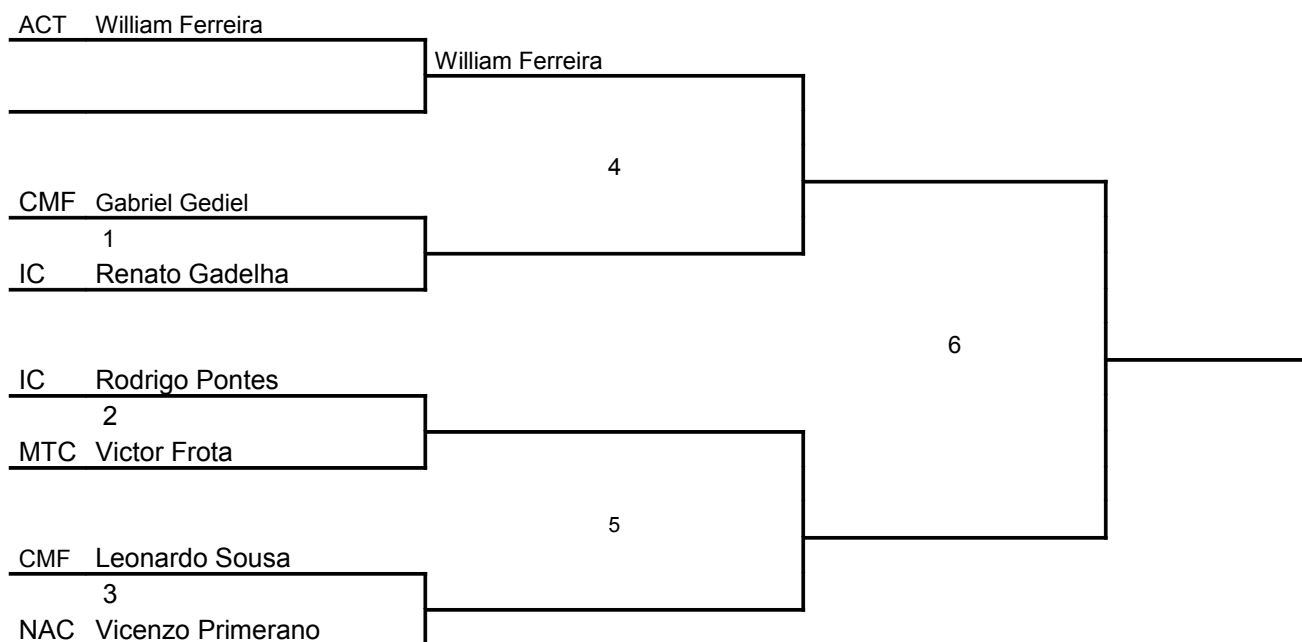 ACT William Ferreira
William Ferreira
4
CMF Gabriel Gediel
1
IC Renato Gadelha
6
IC Rodrigo Pontes
2
MTC Victor Frota
5
CMF Leonardo Sousa
3
NAC Vicenzo Primerano